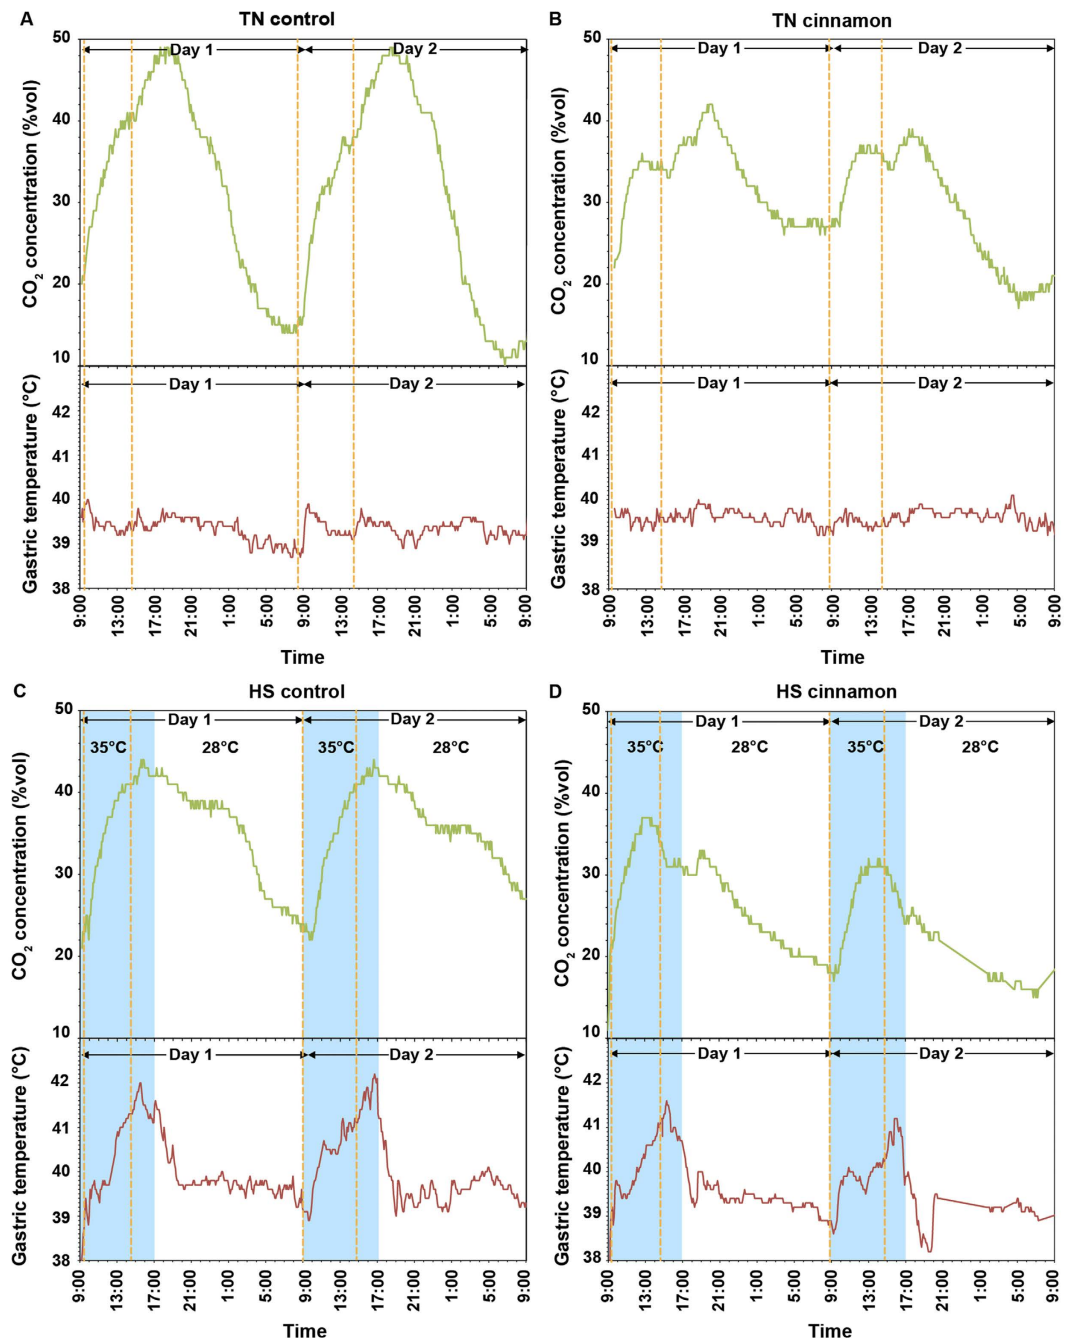 A TN control
B TN cinnamon
50
40
30
20
10
CO2 concentration (%vol)
Day 1
Day 2
50
40
30
20
10
CO2 concentration (%vol)
Day 1
Day 2
42
41
40
39
38
Gastric temperature (°C)
Day 1
Day 2
42
41
40
39
38
Gastric temperature (°C)
Day 1
Day 2
9:00 13:00 17:00 21:00 1:00 5:00 9:00 13:00 17:00 21:00 1:00 5:00 9:00
Time
9:00 13:00 17:00 21:00 1:00 5:00 9:00 13:00 17:00 21:00 1:00 5:00 9:00
Time
C HS control
D HS cinnamon
50
40
30
20
10
CO2 concentration (%vol)
Day 1
Day 2
35°C 28°C 35°C 28°C
50
40
30
20
10
CO2 concentration (%vol)
Day 1
Day 2
35°C 28°C 35°C 28°C
42
41
40
39
38
Gastric temperature (°C)
Day 1
Day 2
42
41
40
39
38
Gastric temperature (°C)
Day 1
Day 2
9:00 13:00 17:00 21:00 1:00 5:00 9:00 13:00 17:00 21:00 1:00 5:00 9:00
Time
9:00 13:00 17:00 21:00 1:00 5:00 9:00 13:00 17:00 21:00 1:00 5:00 9:00
Time